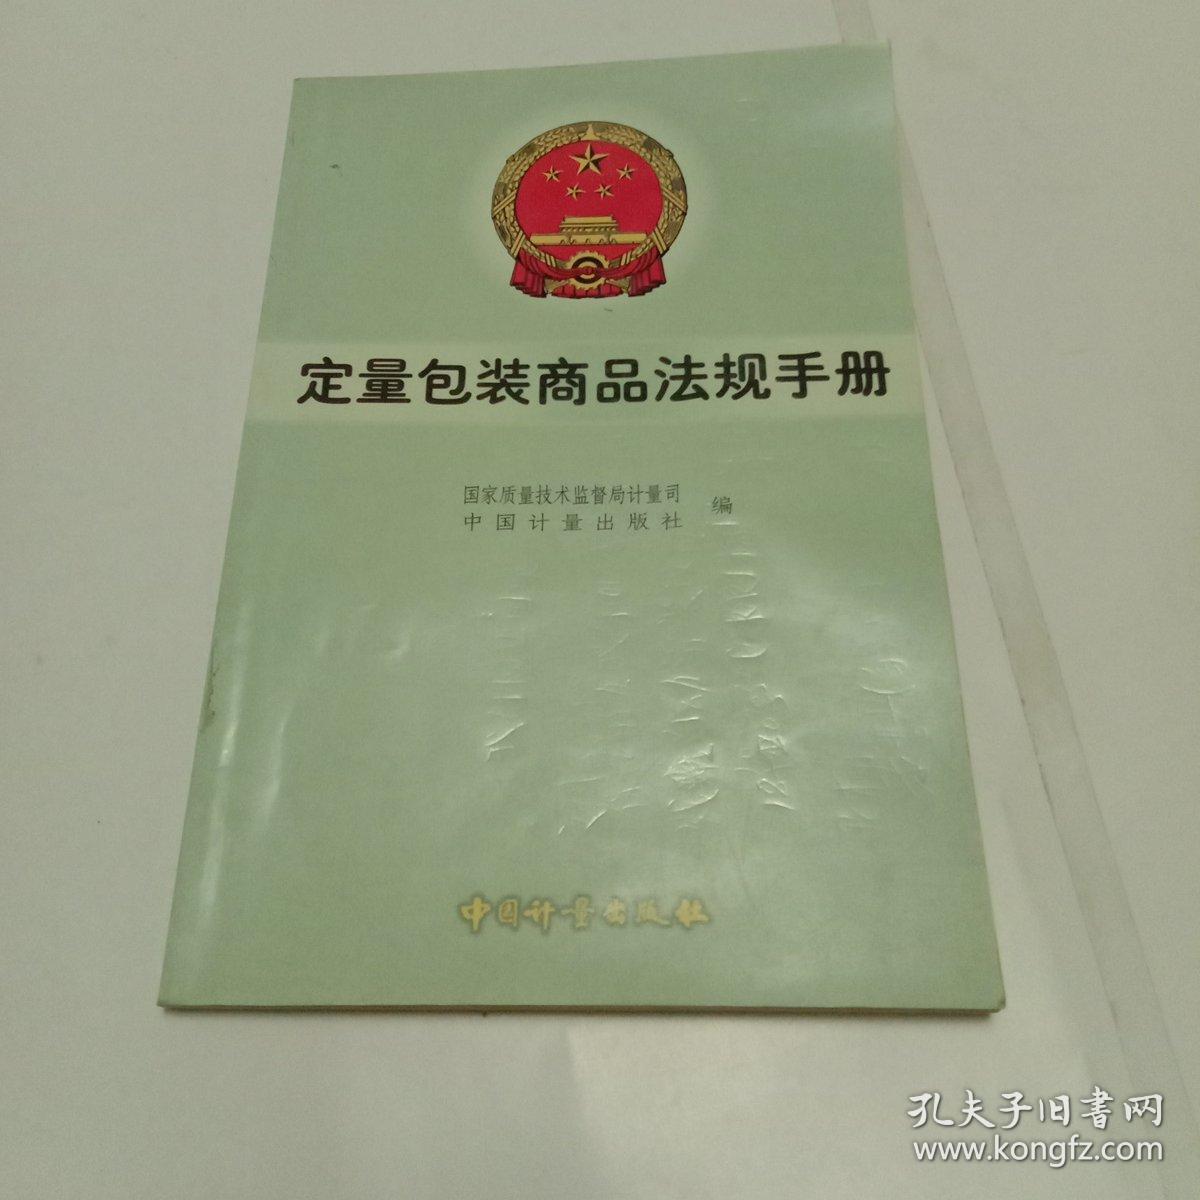 定量包装商品法规手册
国家质量技术监督局计量司
中国计量出版社
编
中国计量出版社
孔夫子旧书网
www.kongfz.com